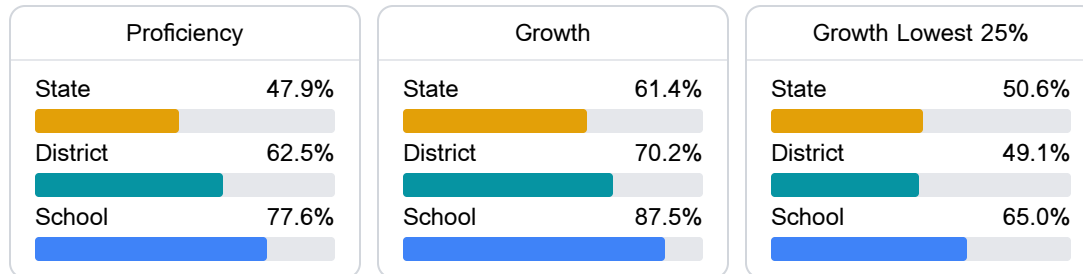 Proficiency
State 47.9%
District 62.5%
School 77.6%
Growth
State 61.4%
District 70.2%
School 87.5%
Growth Lowest 25%
State 50.6%
District 49.1%
School 65.0%